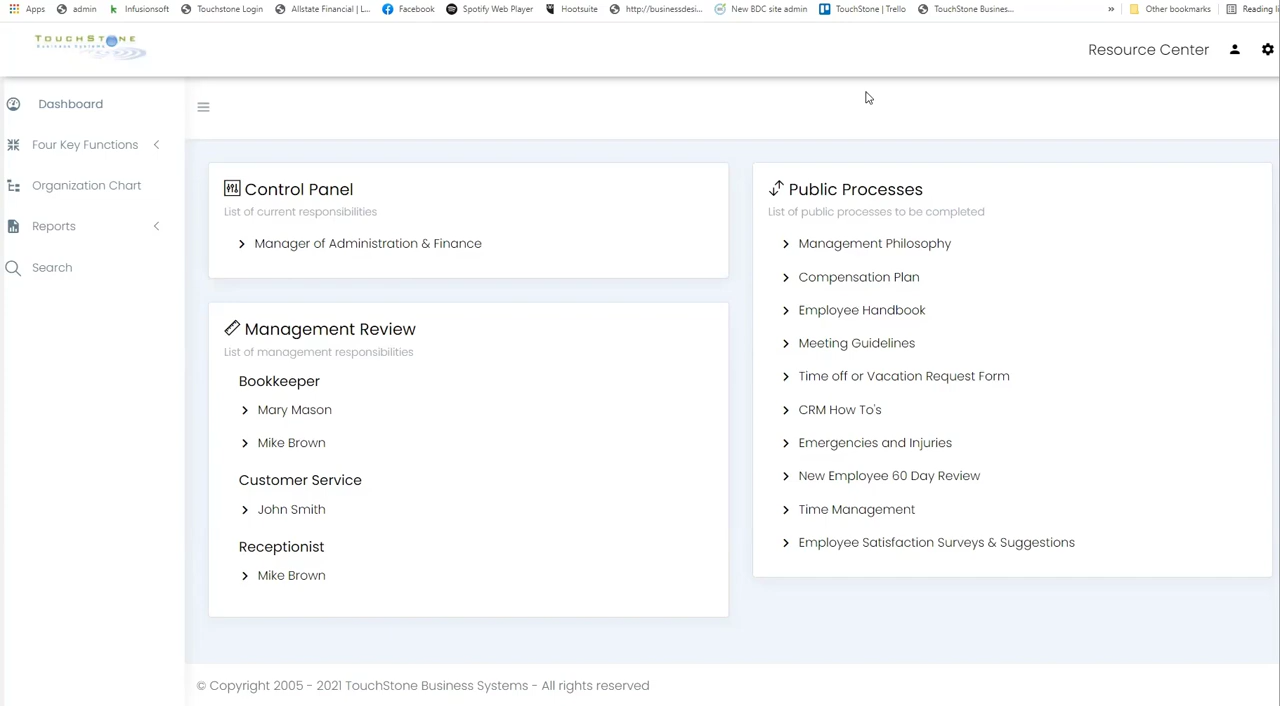 Apps admin Infusionsoft Touchstone Login Allstate Financial | L... Facebook Spotify Web Player Hootsuite http://businessdesi... New BDC site admin TouchStone | Trello TouchStone Busines... » Other bookmarks Reading li
TOUCHSTONE
Business Systems
Resource Center
Dashboard
Four Key Functions
Organization Chart
Reports
Search
Control Panel
List of current responsibilities
Manager of Administration & Finance
Management Review
List of management responsibilities
Bookkeeper
Mary Mason
Mike Brown
Customer Service
John Smith
Receptionist
Mike Brown
Public Processes
List of public processes to be completed
Management Philosophy
Compensation Plan
Employee Handbook
Meeting Guidelines
Time off or Vacation Request Form
CRM How To's
Emergencies and Injuries
New Employee 60 Day Review
Time Management
Employee Satisfaction Surveys & Suggestions
© Copyright 2005 - 2021 TouchStone Business Systems - All rights reserved